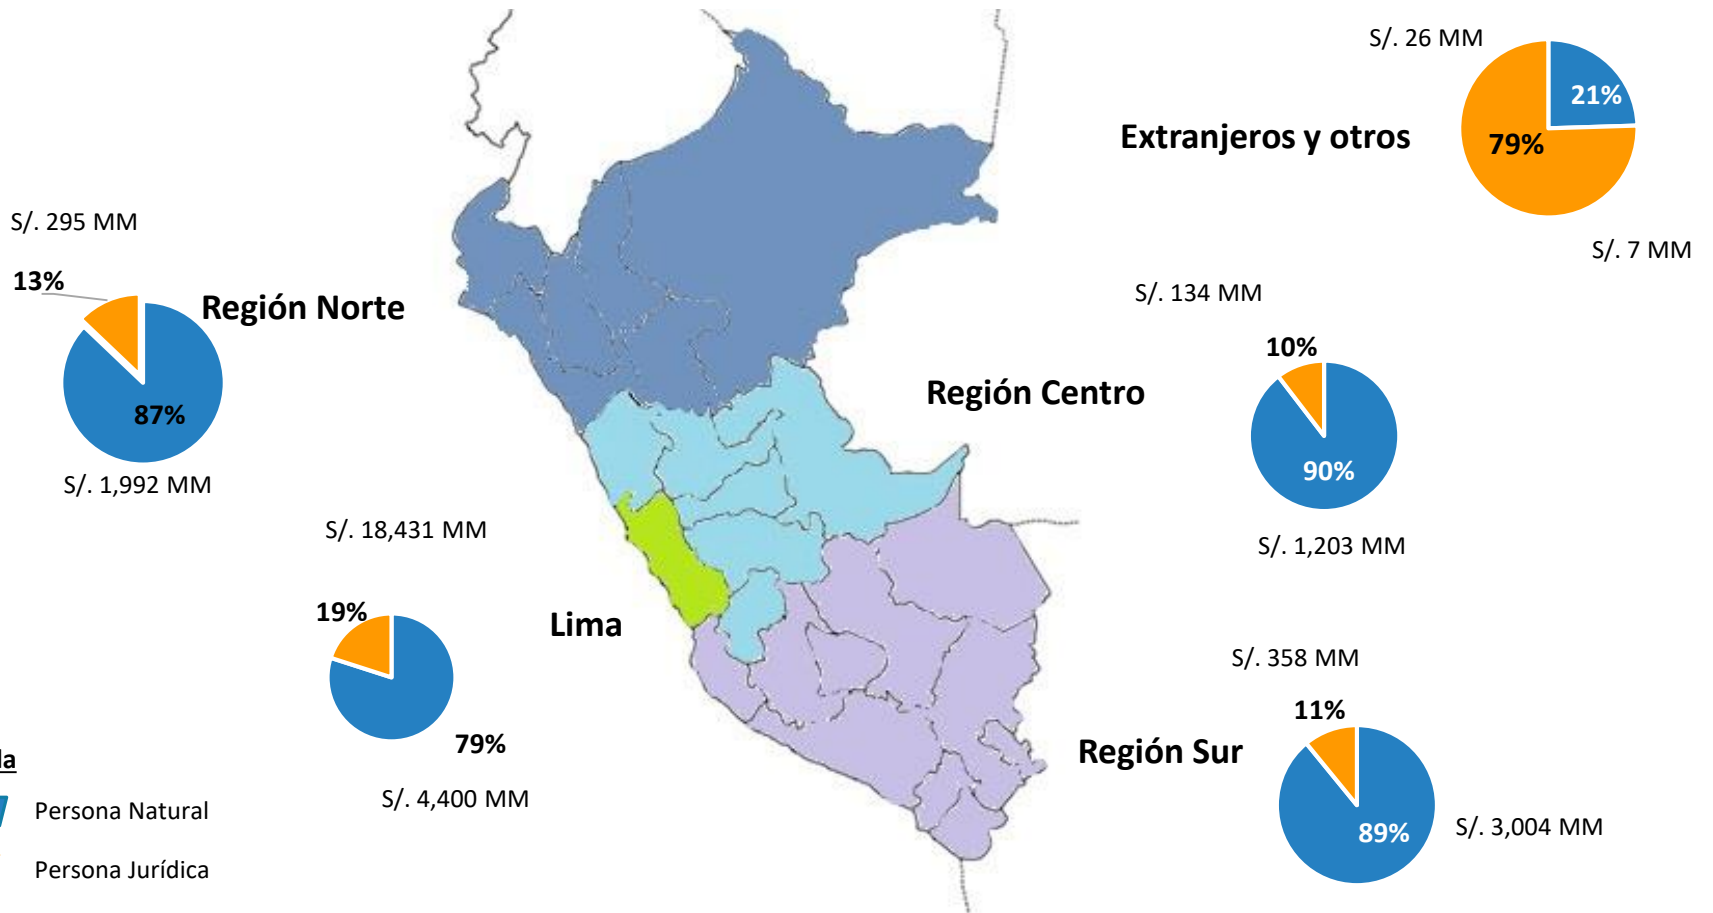 S/. 26 MM
21%
79%
Extranjeros y otros
S/. 7 MM
S/. 295 MM
13%
Región Norte
87%
S/. 1,992 MM
S/. 134 MM
10%
Región Centro
90%
S/. 1,203 MM
S/. 18,431 MM
19%
Lima
79%
S/. 4,400 MM
S/. 358 MM
11%
Región Sur
89%
S/. 3,004 MM
Persona Natural
Persona Jurídica